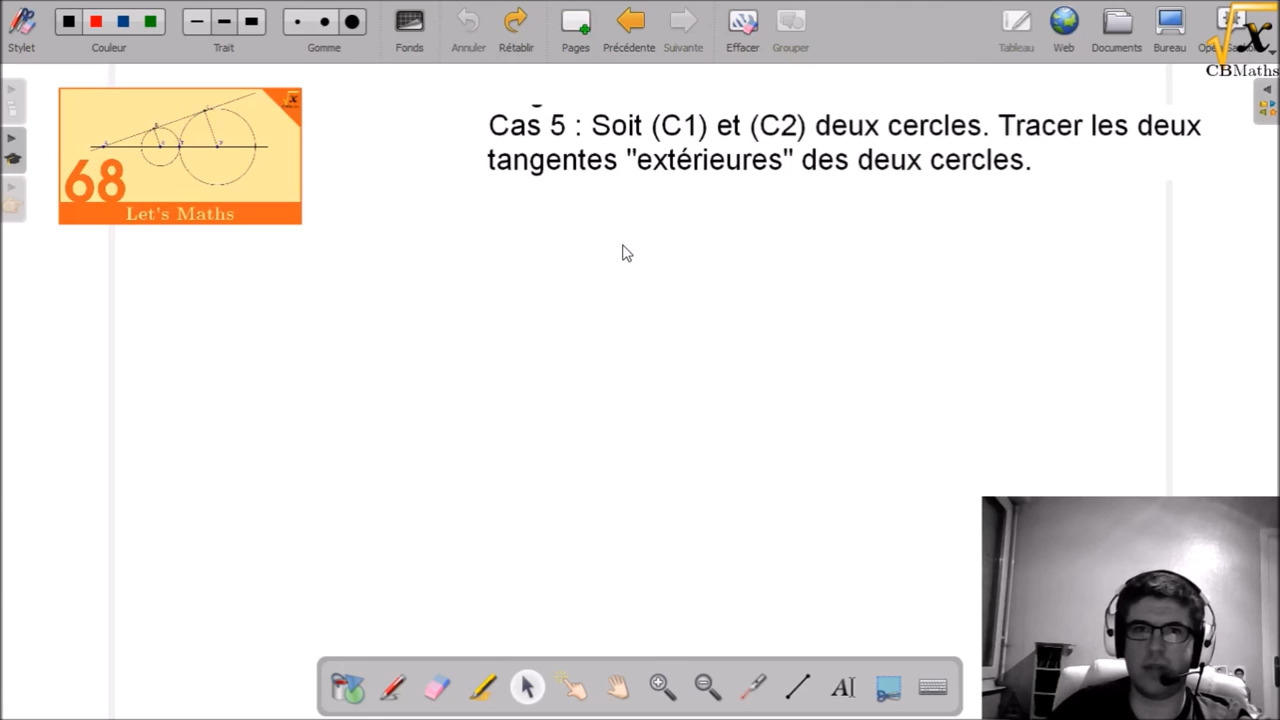 Stylet
Couleur
Trait
Gomme
Fonds
Annuler
Rétablir
Pages
Précédente
Suivante
Effacer
Grouper
Tableau
Web
Documents
Bureau
CBMaths
Cas 5 : Soit (C1) et (C2) deux cercles. Tracer les deux
tangentes "extérieures" des deux cercles.
68
Let's Maths